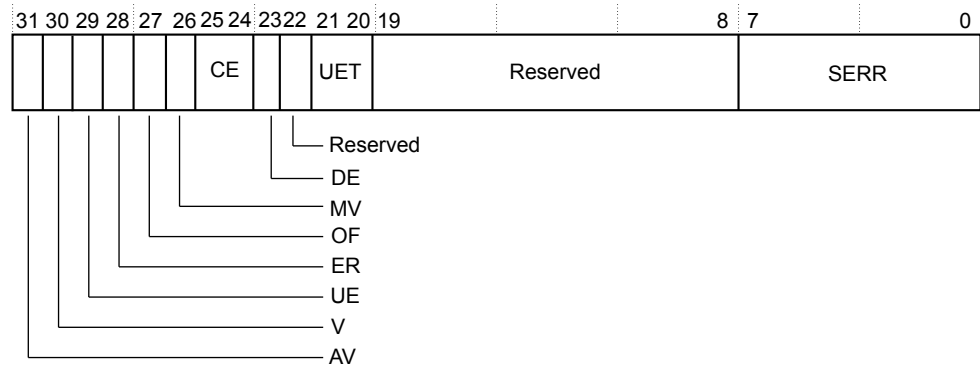 31 30 29 28 27 26 25 24 23 22 21 20 19 8 7 0
CE UET Reserved SERR
Reserved
DE
MV
OF
ER
UE
V
AV